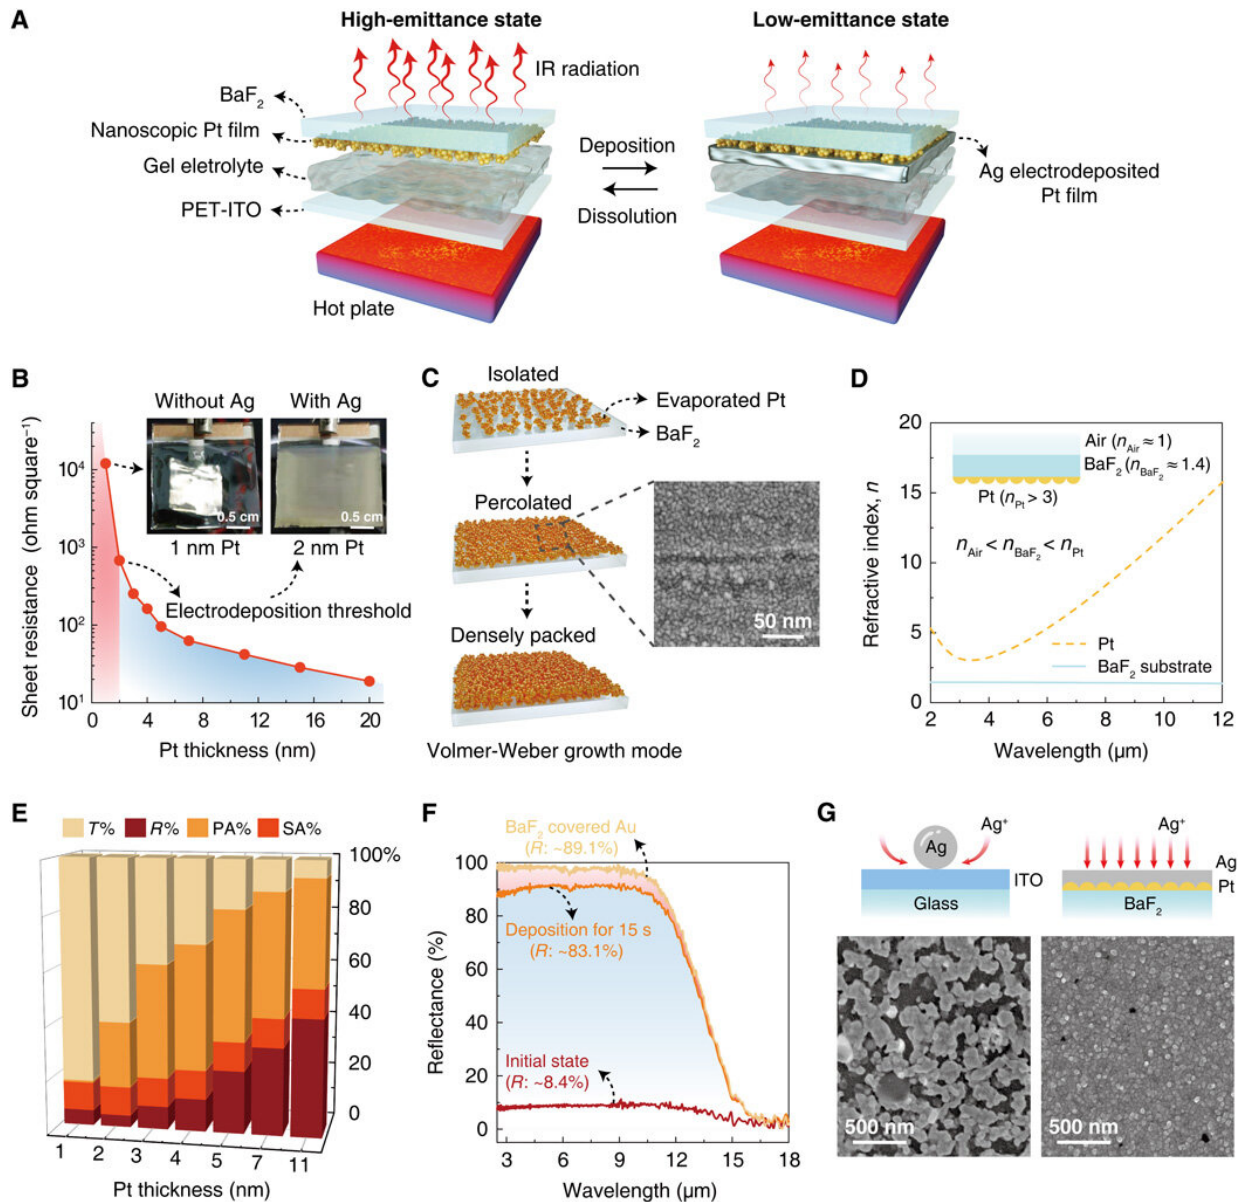 A
High-emittance state
Low-emittance state
IR radiation
BaF2
Nanoscopic Pt film
Gel eletrolyte
PET-ITO
Hot plate
Deposition
Dissolution
Ag electrodeposited
Pt film
B
Without Ag
With Ag
0.5 cm
0.5 cm
1 nm Pt
2 nm Pt
Electrodeposition threshold
Sheet resistance (ohm square⁻¹)
10⁴
10³
10²
10¹
0
4
8
12
16
20
Pt thickness (nm)
C
Isolated
Evaporated Pt
BaF2
Percolated
50 nm
Densely packed
Volmer-Weber growth mode
D
Refractive index, n
20
15
10
5
0
Air (nAir ≈ 1)
BaF2 (nBaF2 ≈ 1.4)
Pt (nPt > 3)
nAir < nBaF2 < nPt
Pt
BaF2 substrate
2
4
6
8
10
12
Wavelength (μm)
E
T%
R%
PA%
SA%
100%
80
60
40
20
0
1
2
3
4
5
7
11
Pt thickness (nm)
F
BaF2 covered Au
(R: ~89.1%)
Deposition for 15 s
(R: ~83.1%)
Initial state
(R: ~8.4%)
Reflectance (%)
100
80
60
40
20
0
3
6
9
12
15
18
Wavelength (μm)
G
Ag⁺
Ag
ITO
Glass
Ag⁺
Ag
Pt
BaF2
500 nm
500 nm